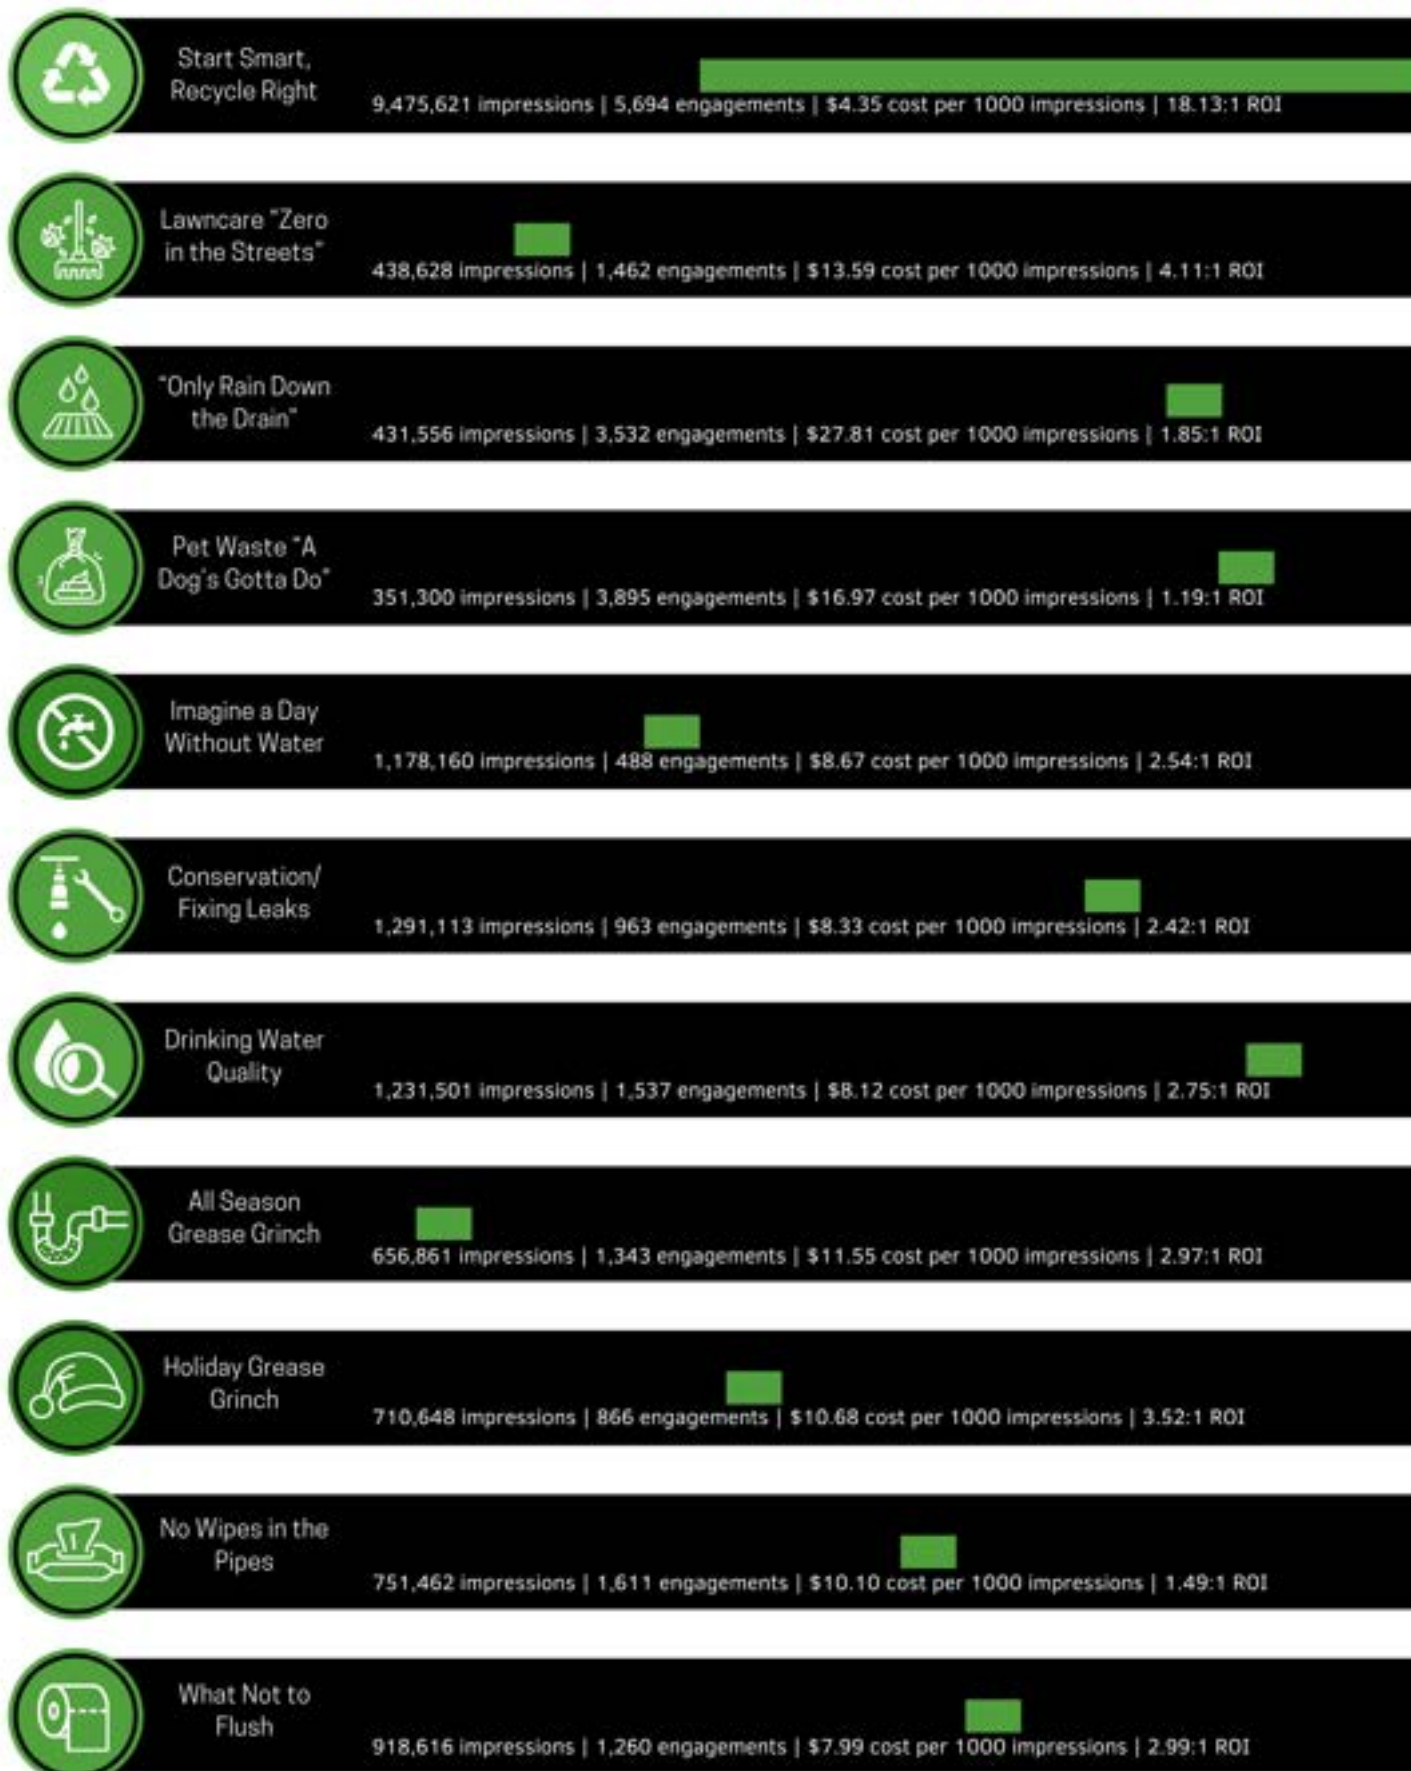 Start Smart,
Recycle Right
9,475,621 impressions | 5,694 engagements | $4.35 cost per 1000 impressions | 18.13:1 ROI
Lawncare "Zero
in the Streets"
438,628 impressions | 1,462 engagements | $13.59 cost per 1000 impressions | 4.11:1 ROI
"Only Rain Down
the Drain"
431,556 impressions | 3,532 engagements | $27.81 cost per 1000 impressions | 1.85:1 ROI
Pet Waste "A
Dog's Gotta Do"
351,300 impressions | 3,895 engagements | $16.97 cost per 1000 impressions | 1.19:1 ROI
Imagine a Day
Without Water
1,178,160 impressions | 488 engagements | $8.67 cost per 1000 impressions | 2.54:1 ROI
Conservation/
Fixing Leaks
1,291,113 impressions | 963 engagements | $8.33 cost per 1000 impressions | 2.42:1 ROI
Drinking Water
Quality
1,231,501 impressions | 1,537 engagements | $8.12 cost per 1000 impressions | 2.75:1 ROI
All Season
Grease Grinch
656,861 impressions | 1,343 engagements | $11.55 cost per 1000 impressions | 2.97:1 ROI
Holiday Grease
Grinch
710,648 impressions | 866 engagements | $10.68 cost per 1000 impressions | 3.52:1 ROI
No Wipes in the
Pipes
751,462 impressions | 1,611 engagements | $10.10 cost per 1000 impressions | 1.49:1 ROI
What Not to
Flush
918,616 impressions | 1,260 engagements | $7.99 cost per 1000 impressions | 2.99:1 ROI